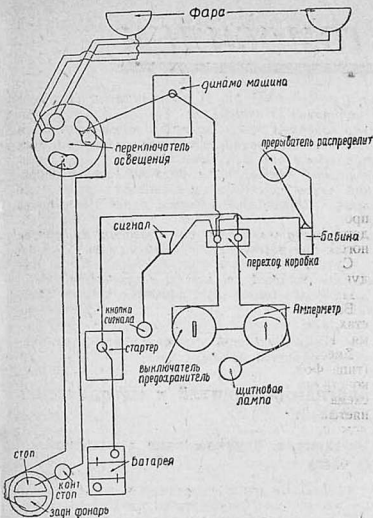 Фара
динамо машина
переключатель
освещения
прерыватель распределит
сигнал
бабина
переход коробка
Амперметр
кнопка
сигнала
стартер
выключатель
предохранитель
щитковая
лампо
стоп
конт
стоп
батарея
задн фонарь